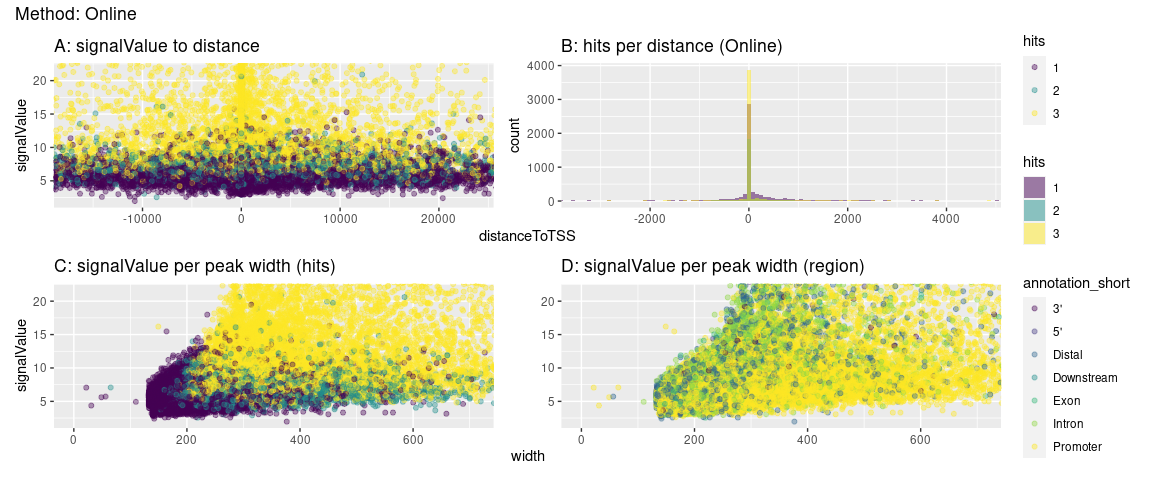 Method: Online
A: signalValue to distance
B: hits per distance (Online)
signalValue
20
15
10
5
-10000
0
10000
20000
count
4000
3000
2000
1000
0
-2000
0
2000
4000
distanceToTSS
C: signalValue per peak width (hits)
D: signalValue per peak width (region)
signalValue
20
15
10
5
0
200
400
600
20
15
10
5
0
200
400
600
width
hits
1
2
3
hits
1
2
3
annotation_short
3'
5'
Distal
Downstream
Exon
Intron
Promoter